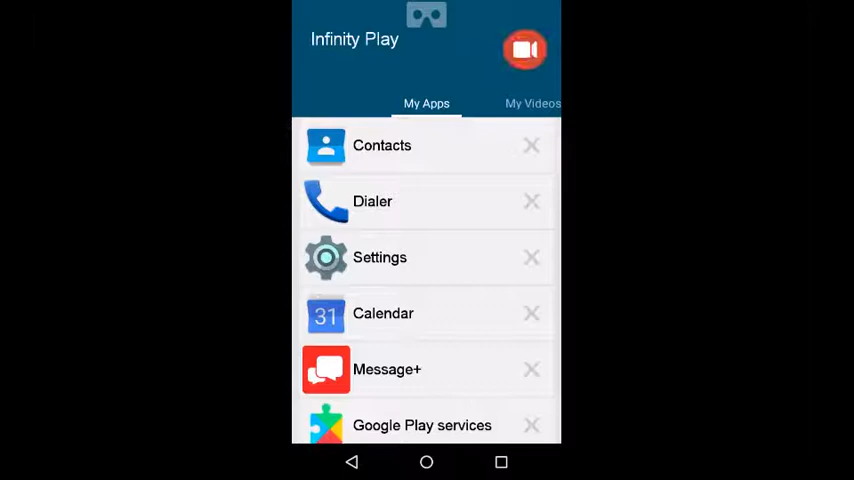 Infinity Play
My Apps
My Videos
Contacts
Dialer
Settings
31
Calendar
Message+
Google Play services